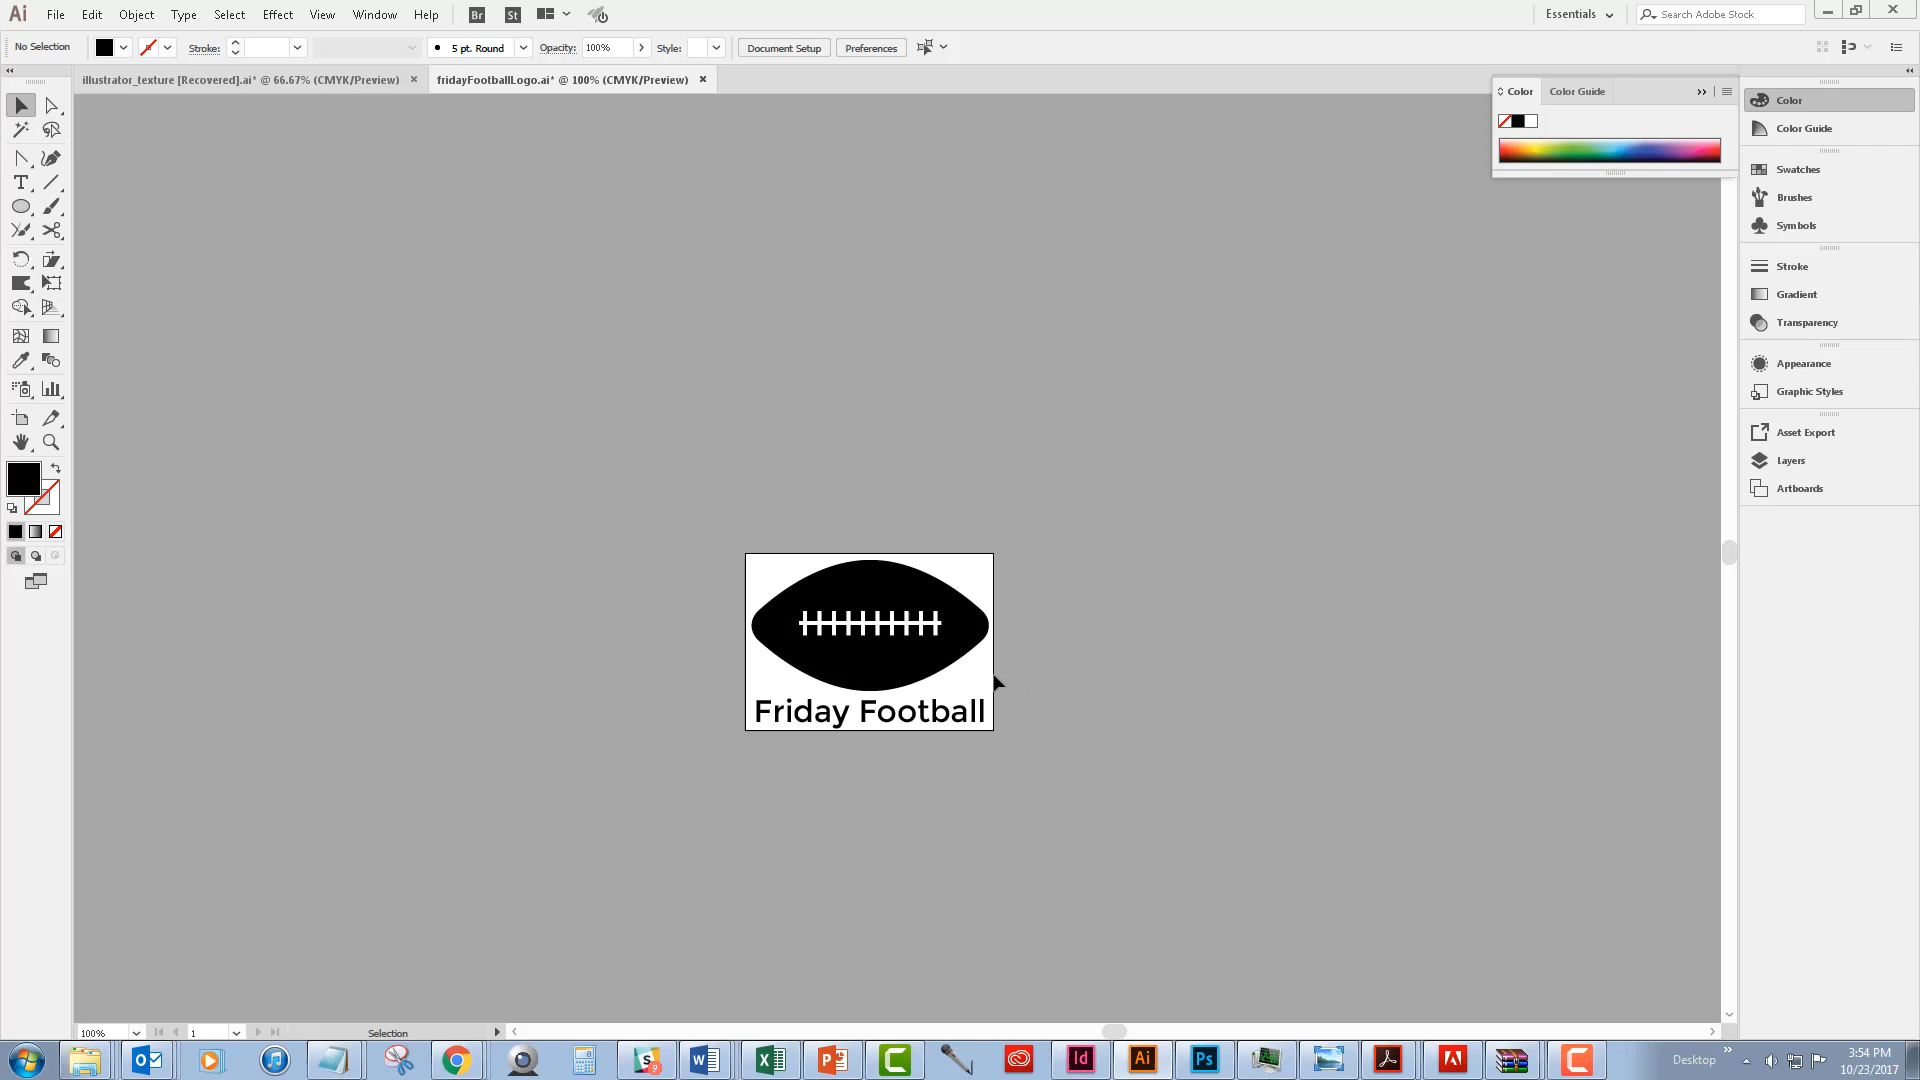 Ai File Edit Object Type Select Effect View Window Help Br St Essentials Search Adobe Stock
No Selection Stroke: 5 pt. Round Opacity: 100% Style: Document Setup Preferences
illustrator_texture [Recovered].ai* @ 66.67% (CMYK/Preview) × fridayFootballLogo.ai* @ 100% (CMYK/Preview) ×
Color Color Guide
Color
Color Guide
Swatches
Brushes
Symbols
Stroke
Gradient
Transparency
Appearance
Graphic Styles
Asset Export
Layers
Artboards
Friday Football
100% 1 Selection
Desktop
3:54 PM
10/23/2017